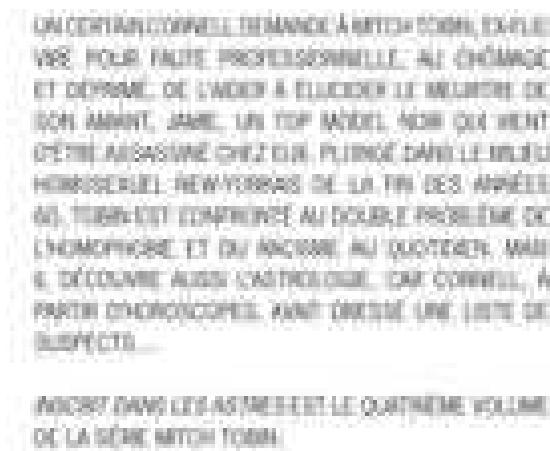 UN CERTAIN CORNELL DEMANDE À MITCH TOBIN, EX-FLIC
VIRÉ POUR FAUTE PROFESSIONNELLE, AU CHÔMAGE
ET DÉPRIMÉ, DE L'AIDER À ÉLUCIDER LE MEURTRE DE
SON AMANT, JAMIE, UN TOP MODEL NOIR QUI VIENT
D'ÊTRE ASSASSINÉ CHEZ EUX. PLONGÉ DANS LE MILIEU
HOMOSEXUEL NEW-YORKAIS DE LA FIN DES ANNÉES
60, TOBIN EST CONFRONTÉ AU DOUBLE PROBLÈME DE
L'HOMOPHOBIE ET DU RACISME AU QUOTIDIEN. MAIS
IL DÉCOUVRE AUSSI L'ASTROLOGIE, CAR CORNELL, À
PARTIR D'HOROSCOPES, AVAIT DRESSÉ UNE LISTE DE
SUSPECTS...
INSCRIT DANS LES ASTRES EST LE QUATRIÈME VOLUME
DE LA SÉRIE MITCH TOBIN.